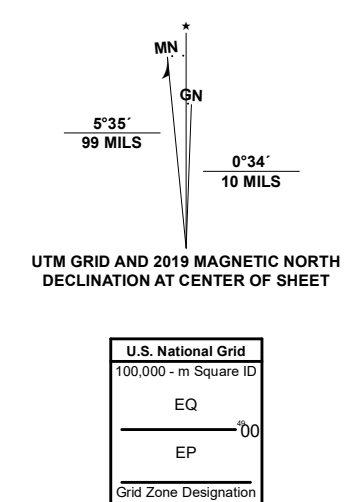 MN
GN
5°35´
99 MILS
0°34´
10 MILS
UTM GRID AND 2019 MAGNETIC NORTH
DECLINATION AT CENTER OF SHEET
U.S. National Grid
100,000 - m Square ID
EQ
4900
EP
Grid Zone Designation